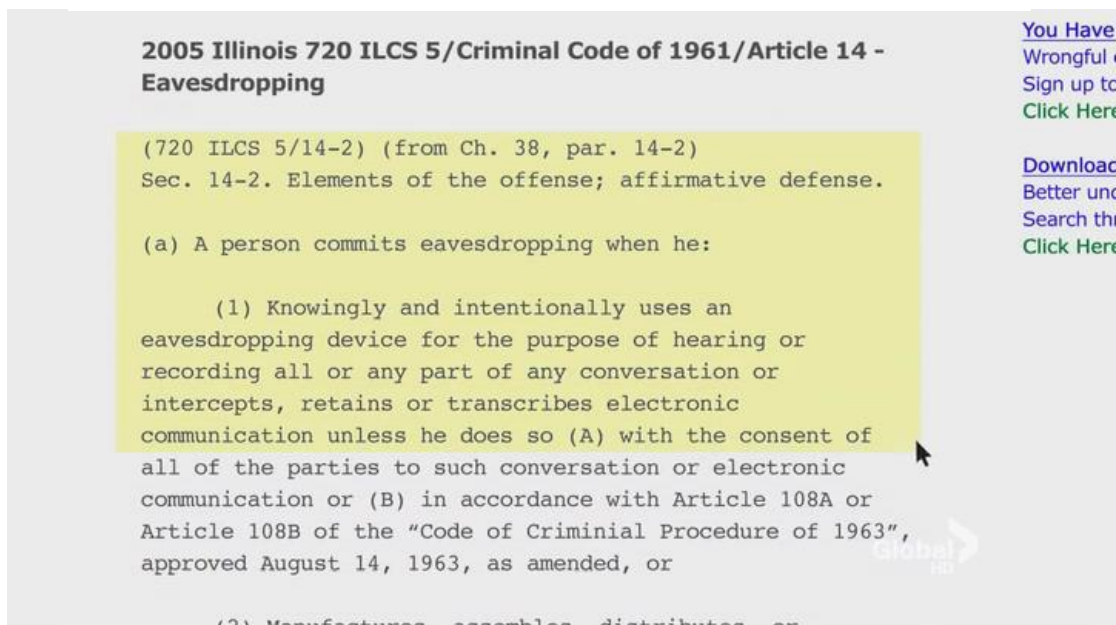 2005 Illinois 720 ILCS 5/Criminal Code of 1961/Article 14 -
Eavesdropping
(720 ILCS 5/14-2) (from Ch. 38, par. 14-2)
Sec. 14-2. Elements of the offense; affirmative defense.
(a) A person commits eavesdropping when he:
(1) Knowingly and intentionally uses an
eavesdropping device for the purpose of hearing or
recording all or any part of any conversation or
intercepts, retains or transcribes electronic
communication unless he does so (A) with the consent of
all of the parties to such conversation or electronic
communication or (B) in accordance with Article 108A or
Article 108B of the “Code of Criminial Procedure of 1963”,
approved August 14, 1963, as amended, or
(2) Manufactures, assembles, distributes, or
You Have
Wrongful
Sign up to
Click Here
Download
Better
Search
Click Here
Global
HD